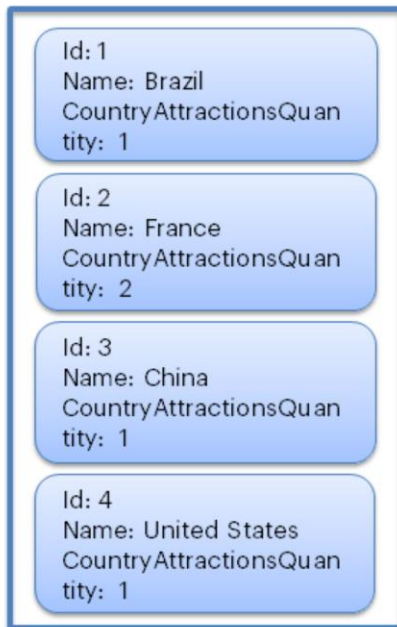 Id: 1
Name: Brazil
CountryAttractionsQuan
tity: 1
Id: 2
Name: France
CountryAttractionsQuan
tity: 2
Id: 3
Name: China
CountryAttractionsQuan
tity: 1
Id: 4
Name: United States
CountryAttractionsQuan
tity: 1